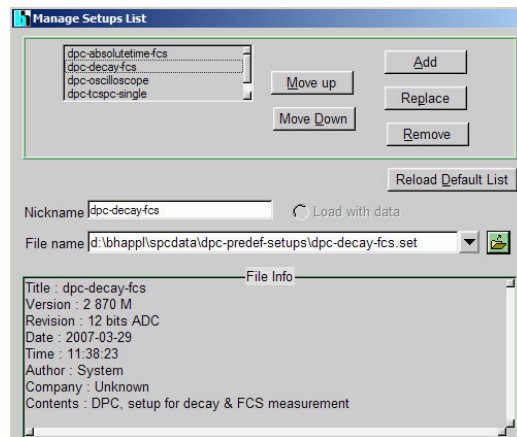 Manage Setups List
dpc-absolutetime-fcs
dpc-decay-fcs
dpc-oscilloscope
dpc-tcspc-single
Move up
Move Down
Add
Replace
Remove
Reload Default List
Nickname dpc-decay-fcs
Load with data
File name d:\bhappl\spcdata\dpc-predef-setups\dpc-decay-fcs.set
File Info
Title : dpc-decay-fcs
Version : 2 870 M
Revision : 12 bits ADC
Date : 2007-03-29
Time : 11:38:23
Author : System
Company : Unknown
Contents : DPC, setup for decay & FCS measurement